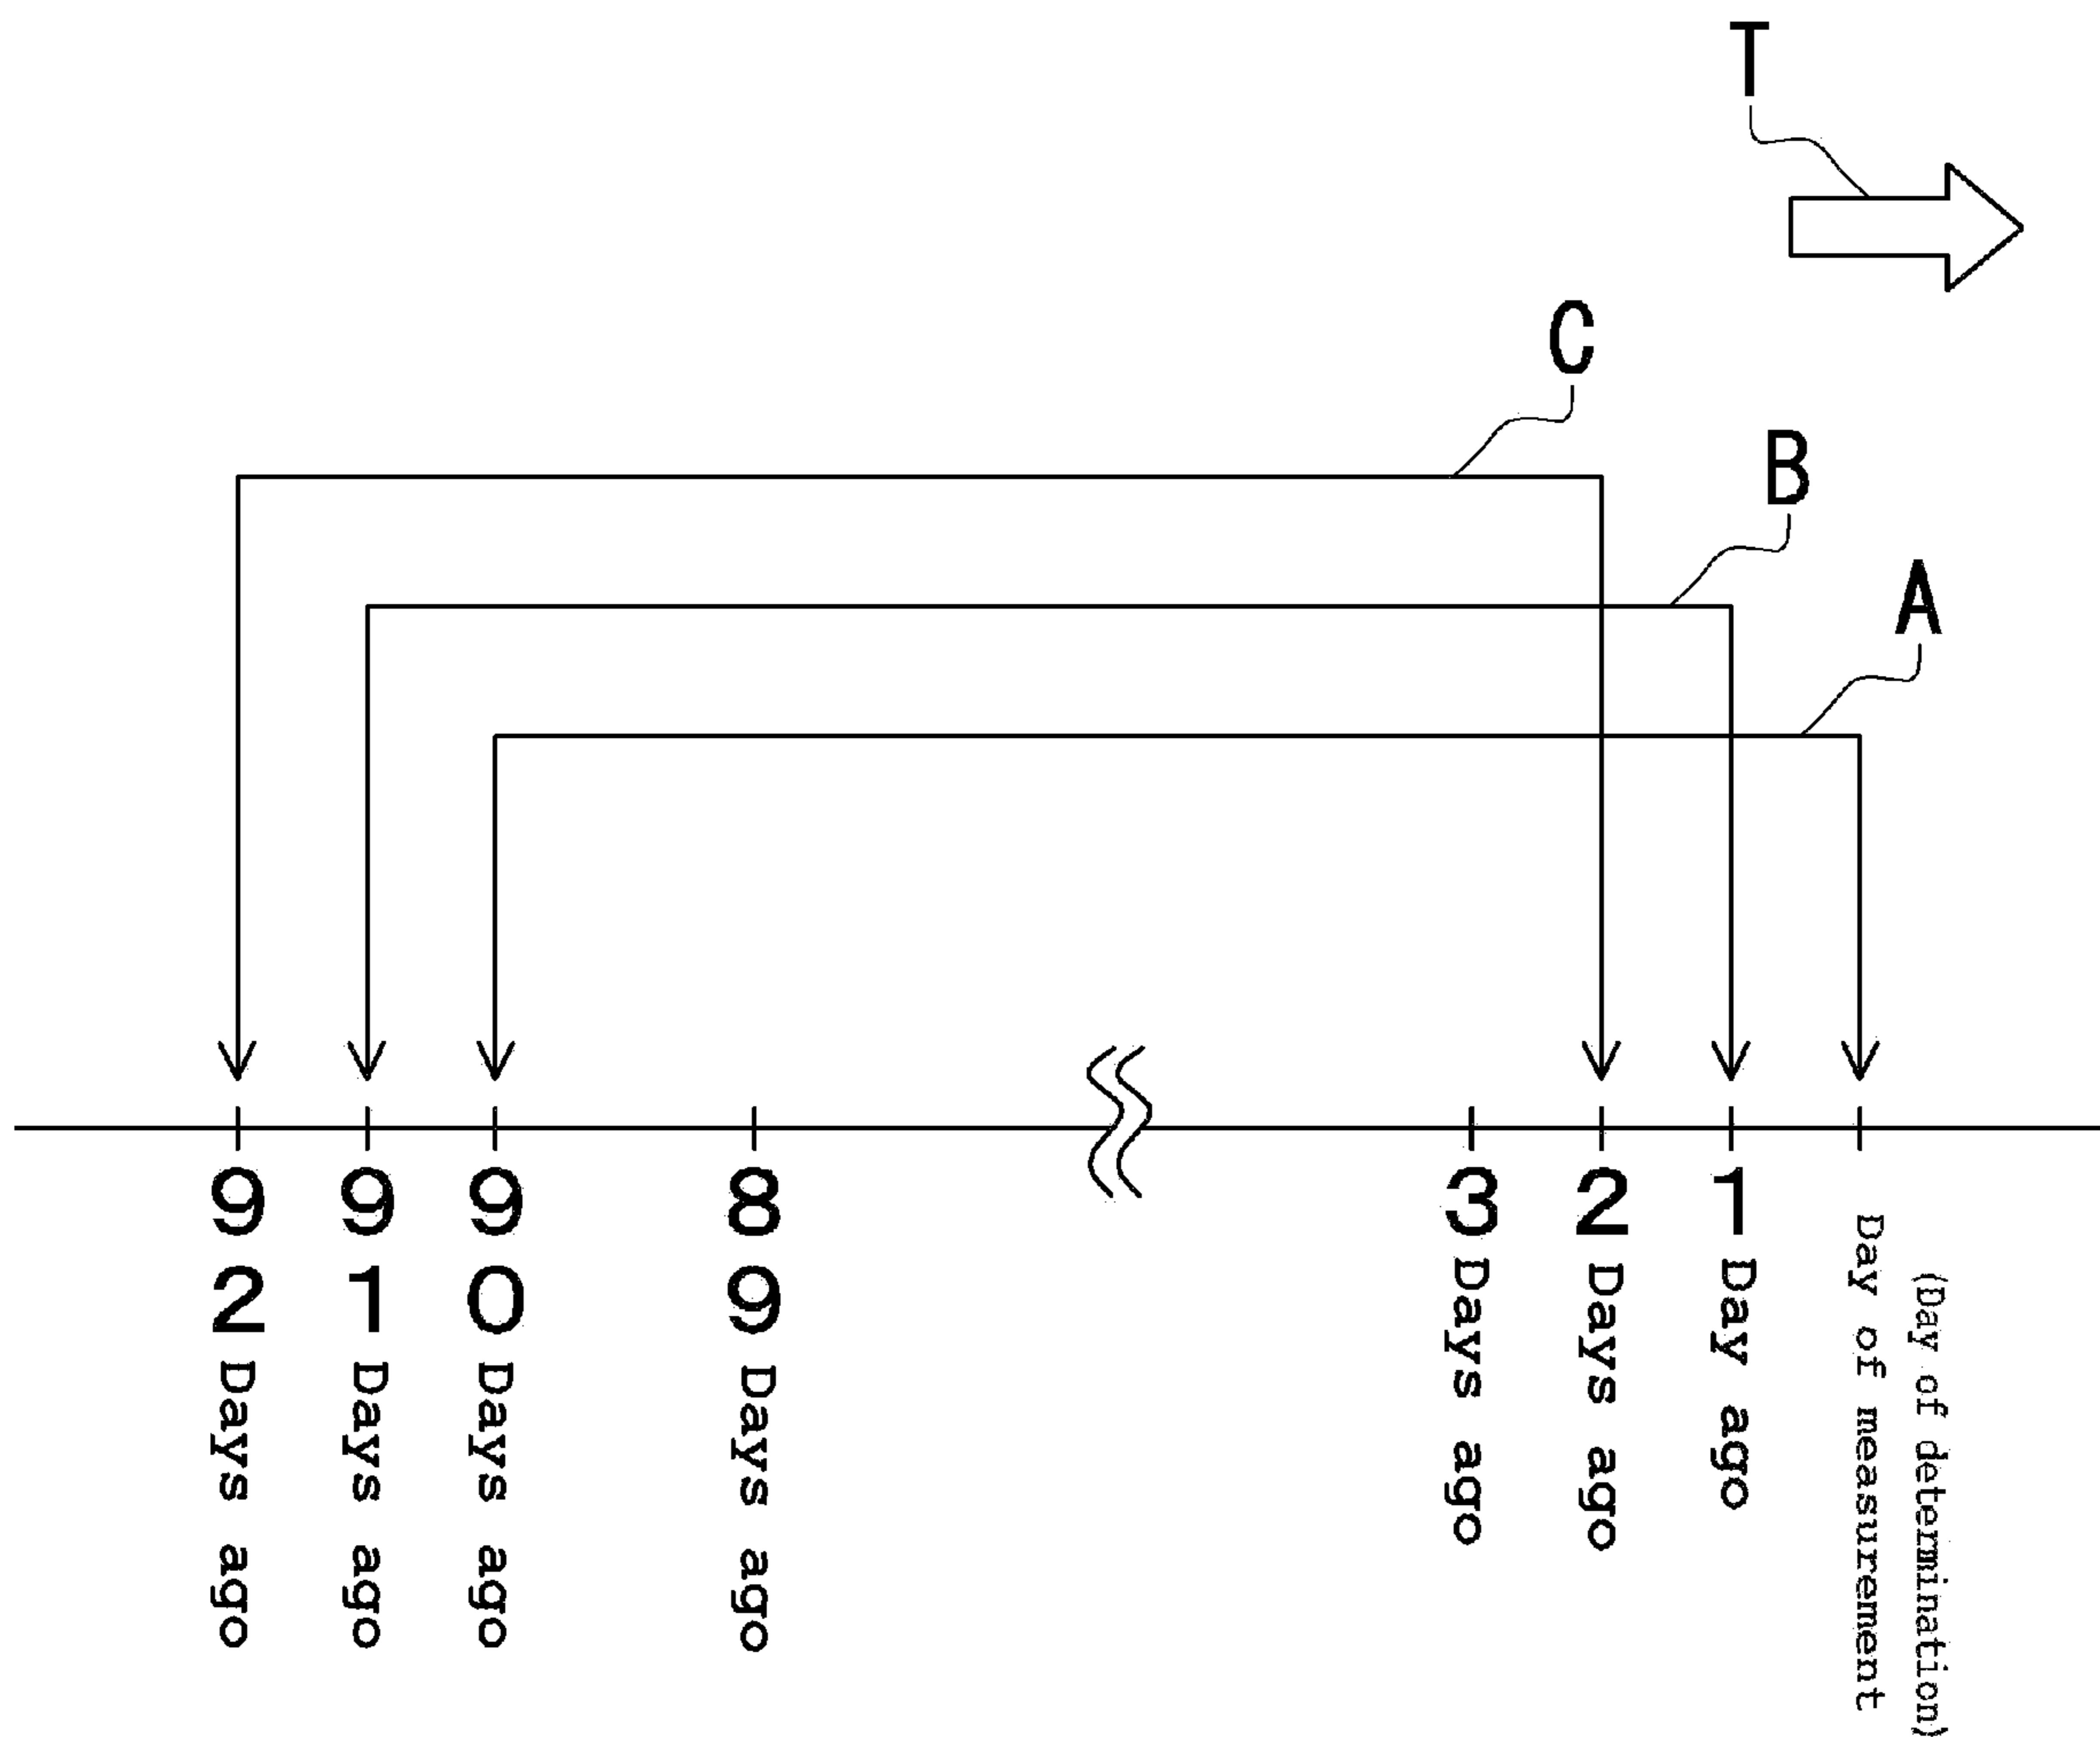 T
C
B
A
92 Days ago
91 Days ago
90 Days ago
89 Days ago
3 Days ago
2 Days ago
1 Day ago
Day of measurement
(Day of determination)